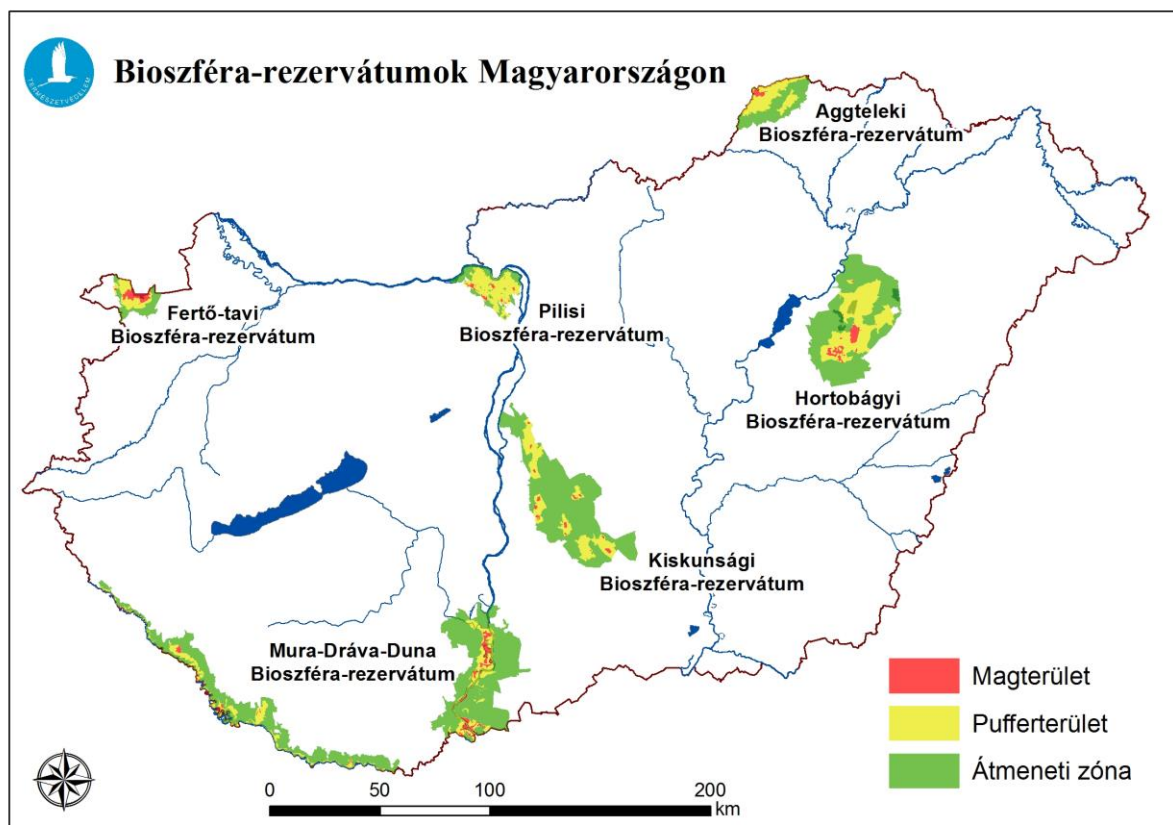 Bioszféra-rezervátumok Magyarországon
TERMÉSZETVÉDELEM
Aggteleki
Bioszféra-rezervátum
Fertő-tavi
Bioszféra-rezervátum
Pilisi
Bioszféra-rezervátum
Hortobágyi
Bioszféra-rezervátum
Kiskunsági
Bioszféra-rezervátum
Mura-Dráva-Duna
Bioszféra-rezervátum
Magterület
Pufferterület
Átmeneti zóna
0 50 100 200
km